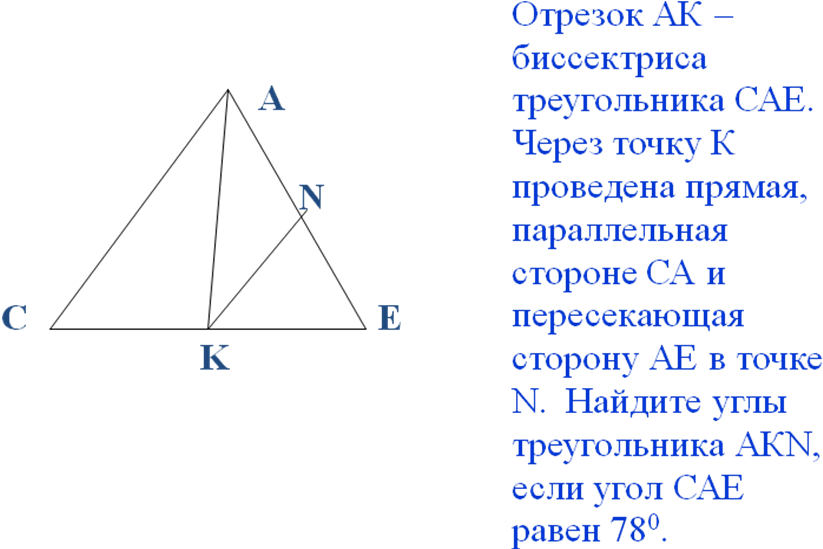 A
N
C
E
K
Отрезок АК –
биссектриса
треугольника САЕ.
Через точку К
проведена прямая,
параллельная
стороне СА и
пересекающая
сторону АЕ в точке
N. Найдите углы
треугольника АКN,
если угол САЕ
равен 78⁰.